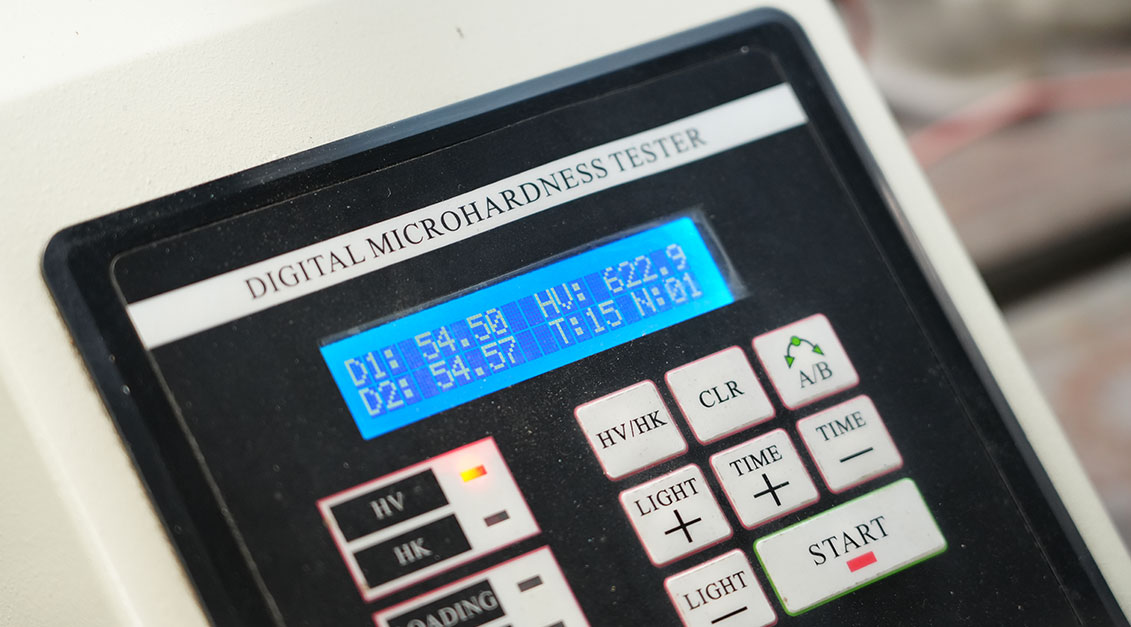 DIGITAL MICROHARDNESS TESTER
D1: 54.50 HV: 622.9
D2: 54.57 T:15 N:01
HV/HK
CLR
A/B
LIGHT
+
TIME
+
TIME
−
HV
HK
LOADING
LIGHT
−
START